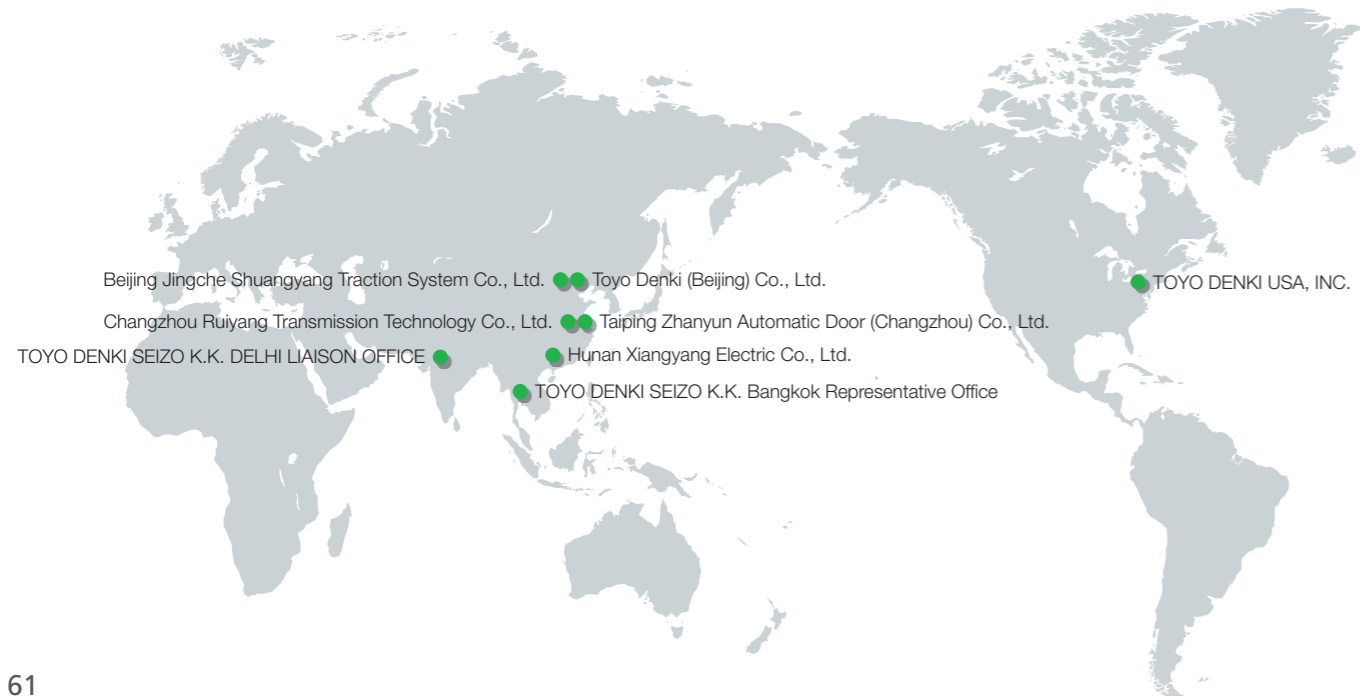 Beijing Jingche Shuangyang Traction System Co., Ltd.
Toyo Denki (Beijing) Co., Ltd.
TOYO DENKI USA, INC.
Changzhou Ruiyang Transmission Technology Co., Ltd.
Taiping Zhanyun Automatic Door (Changzhou) Co., Ltd.
TOYO DENKI SEIZO K.K. DELHI LIAISON OFFICE
Hunan Xiangyang Electric Co., Ltd.
TOYO DENKI SEIZO K.K. Bangkok Representative Office
61